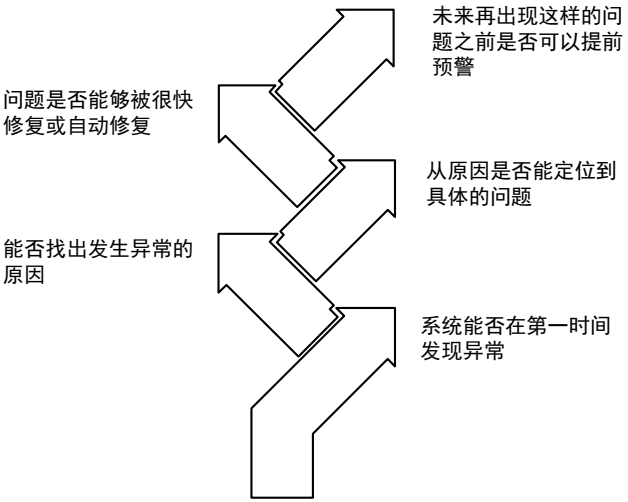 未来再出现这样的问
题之前是否可以提前
预警
问题是否能够被很快
修复或自动修复
从原因是否能定位到
具体的问题
能否找出发生异常的
原因
系统能否在第一时间
发现异常